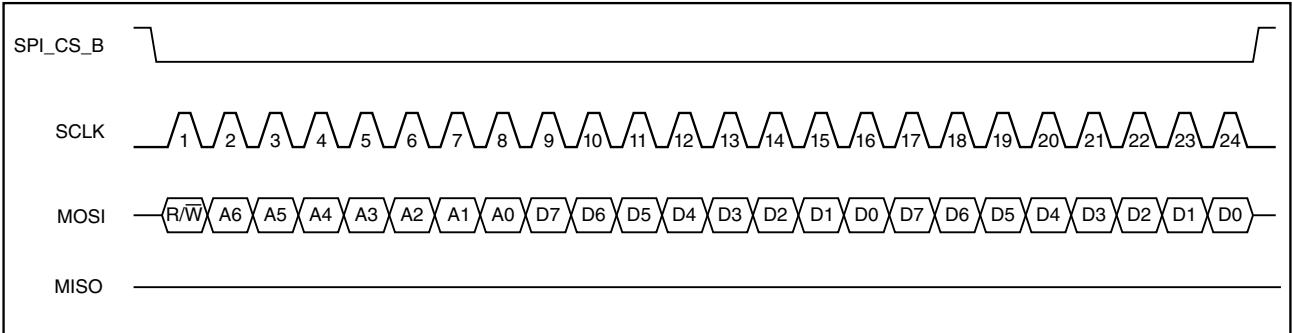 SPI_CS_B
SCLK 1 2 3 4 5 6 7 8 9 10 11 12 13 14 15 16 17 18 19 20 21 22 23 24
MOSI R/W̅ A6 A5 A4 A3 A2 A1 A0 D7 D6 D5 D4 D3 D2 D1 D0 D7 D6 D5 D4 D3 D2 D1 D0
MISO